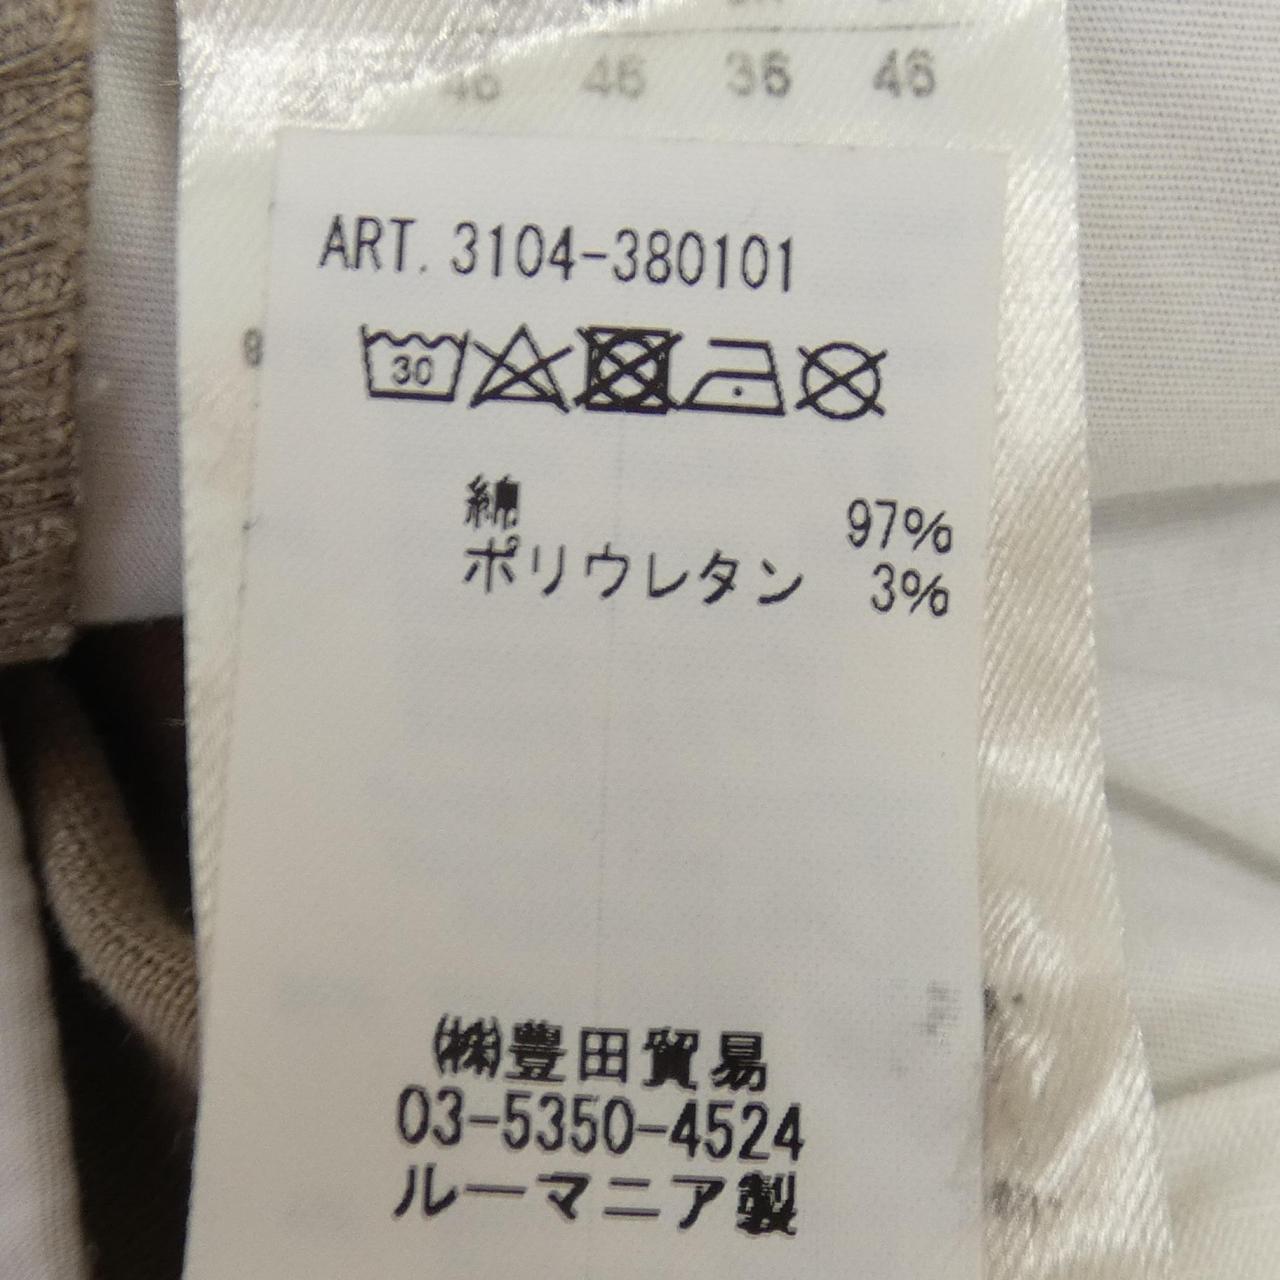 46 46 36 46
ART. 3104-380101
30
綿 97%
ポリウレタン 3%
㈱豊田貿易
03-5350-4524
ルーマニア製